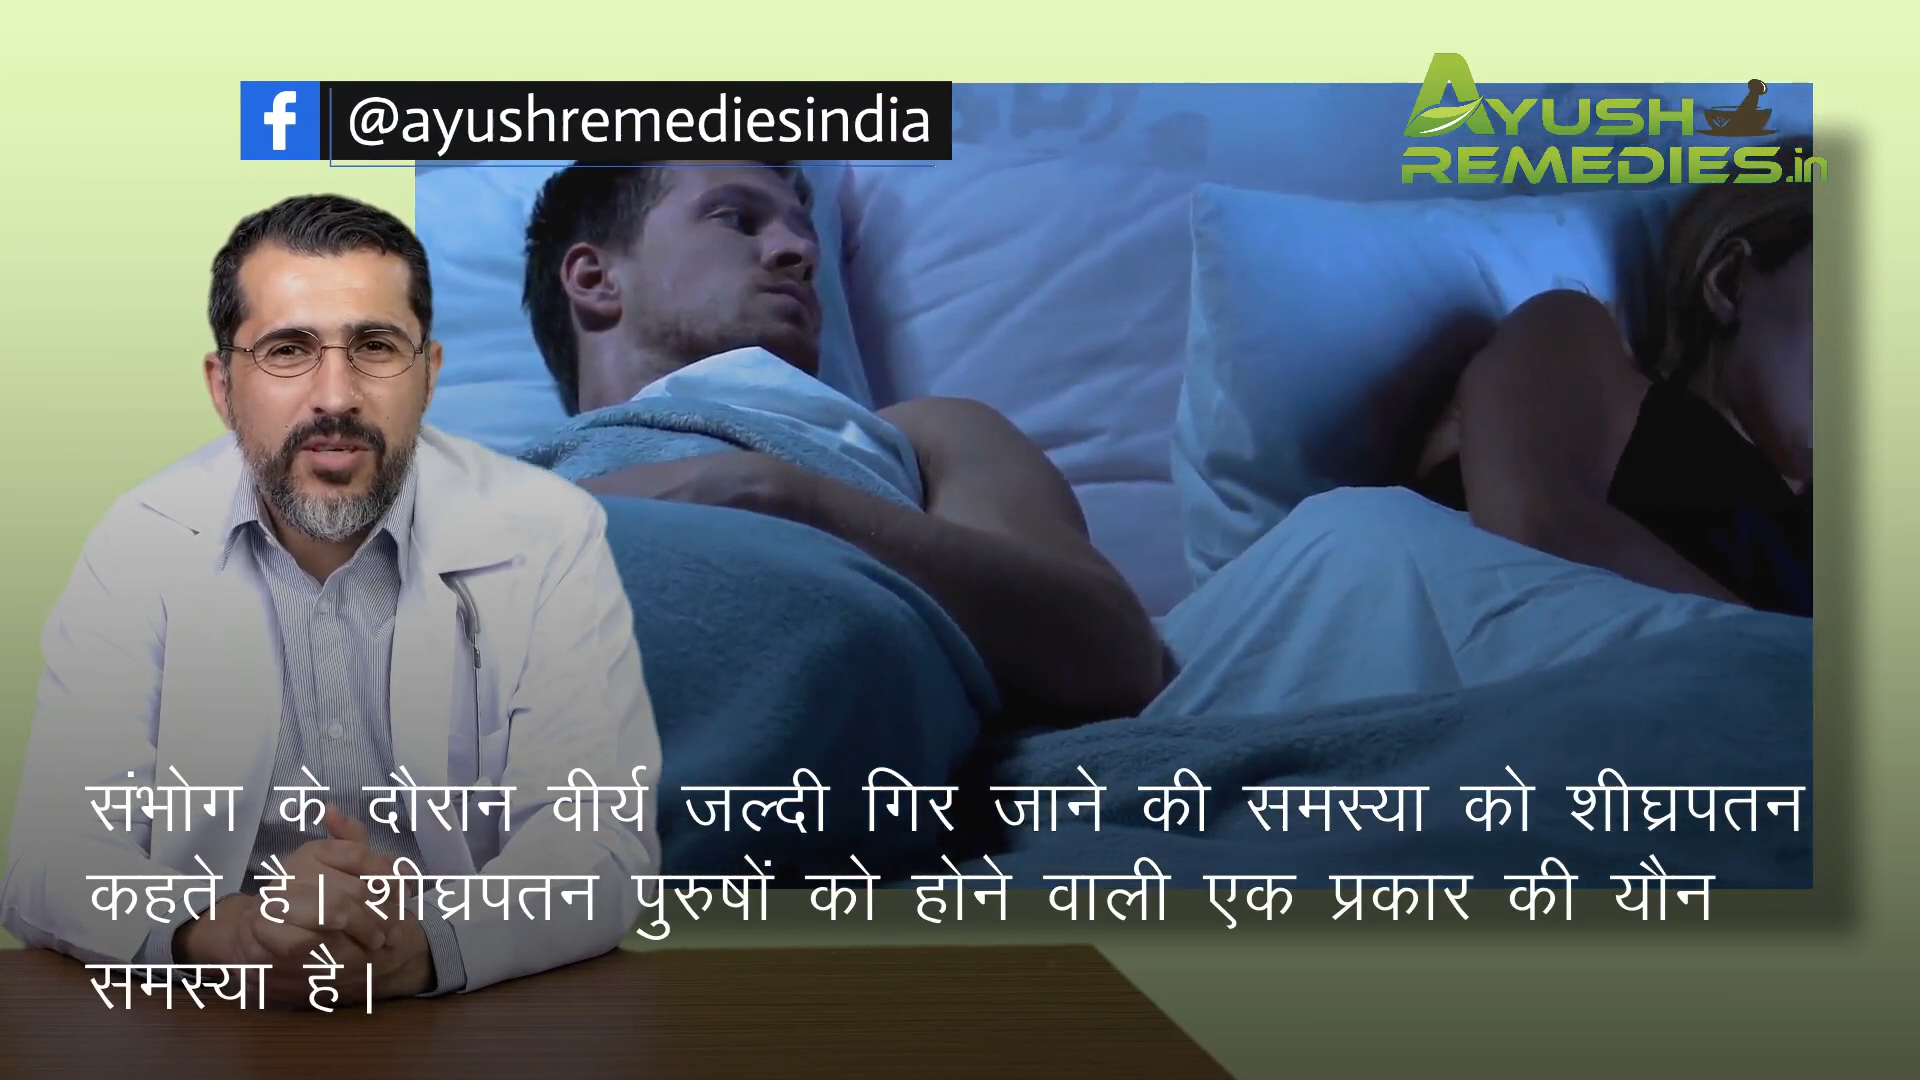 @ayushremediesindia
AYUSH
REMEDIES.in
संभोग के दौरान वीर्य जल्दी गिर जाने की समस्या को शीघ्रपतन
कहते है। शीघ्रपतन पुरुषों को होने वाली एक प्रकार की यौन
समस्या है।